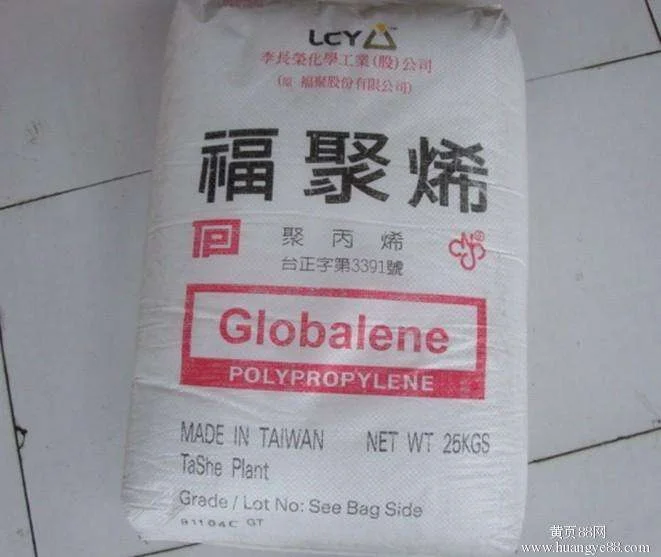 LCY
李長榮化學工業(股)公司
(原 福聚股份有限公司)
福聚烯
聚丙烯
台正字第3391號
Globalene
POLYPROPYLENE
MADE IN TAIWAN NET WT 25KGS
TaShe Plant
Grade / Lot No: See Bag Side
91104C GT
黄页88网
www.huangye88.com